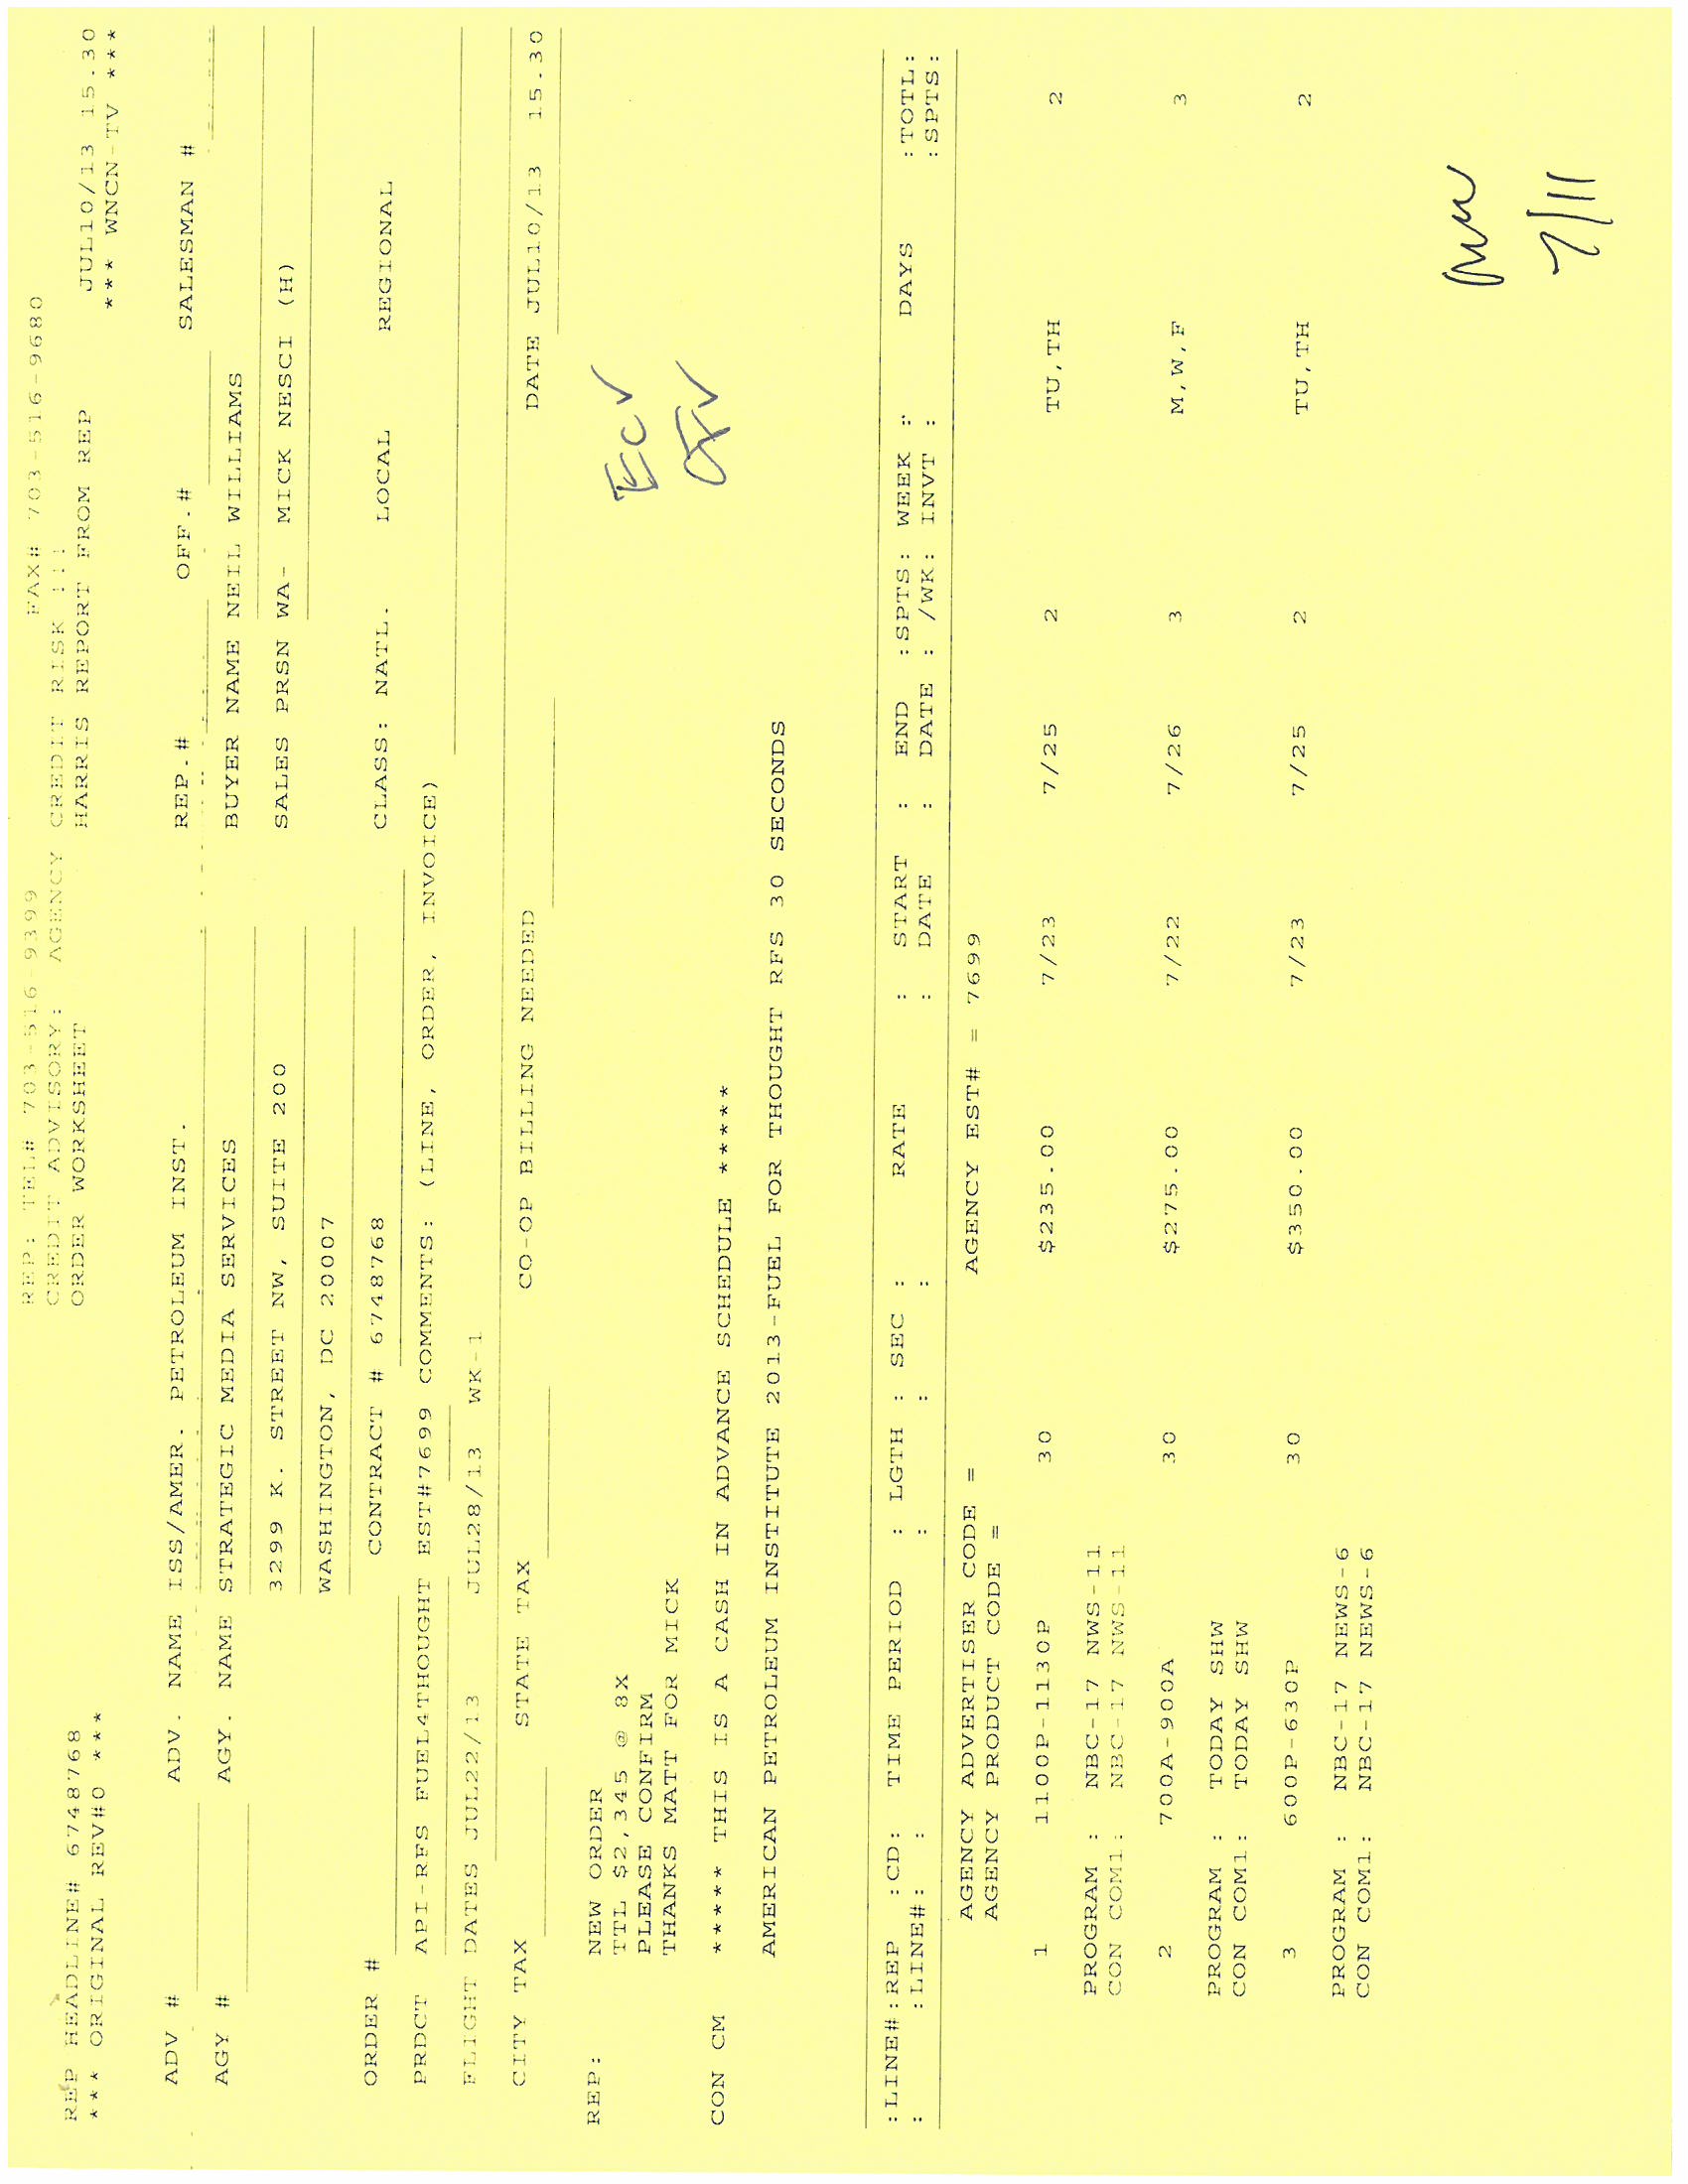 REP: TEL# 703-516-9399 FAX# 703-516-9680
CREDIT ADVISORY: AGENCY CREDIT RISK !!!
REP HEADLINE# 6748768 ORDER WORKSHEET HARRIS REPORT FROM REP JUL10/13 15.30
*** ORIGINAL REV#0 *** *** WNCN-TV ***
ADV # ADV. NAME ISS/AMER. PETROLEUM INST. REP.# OFF.# SALESMAN #
AGY # AGY. NAME STRATEGIC MEDIA SERVICES BUYER NAME NEIL WILLIAMS
3299 K. STREET NW, SUITE 200 SALES PRSN WA- MICK NESCI (H)
WASHINGTON, DC 20007
ORDER # CONTRACT # 6748768 CLASS: NATL. LOCAL REGIONAL
PRDCT API-RFS FUEL4THOUGHT EST#7699 COMMENTS: (LINE, ORDER, INVOICE)
FLIGHT DATES JUL22/13 JUL28/13 WK-1
CITY TAX STATE TAX CO-OP BILLING NEEDED DATE JUL10/13 15.30
REP: NEW ORDER
TTL $2,345 @ 8X
PLEASE CONFIRM
THANKS MATT FOR MICK
CON CM ***** THIS IS A CASH IN ADVANCE SCHEDULE *****
AMERICAN PETROLEUM INSTITUTE 2013-FUEL FOR THOUGHT RFS 30 SECONDS
:LINE#:REP :CD: TIME PERIOD : LGTH : SEC : RATE : START : END :SPTS: WEEK : DAYS :TOTL:
: :LINE#: : : : : : DATE : DATE : /WK: INVT : :SPTS:
AGENCY ADVERTISER CODE = AGENCY EST# = 7699
AGENCY PRODUCT CODE =
1 1100P-1130P 30 $235.00 7/23 7/25 2 TU,TH 2
PROGRAM : NBC-17 NWS-11
CON COM1: NBC-17 NWS-11
2 700A-900A 30 $275.00 7/22 7/26 3 M,W,F 3
PROGRAM : TODAY SHW
CON COM1: TODAY SHW
3 600P-630P 30 $350.00 7/23 7/25 2 TU,TH 2
PROGRAM : NBC-17 NEWS-6
CON COM1: NBC-17 NEWS-6
7/11